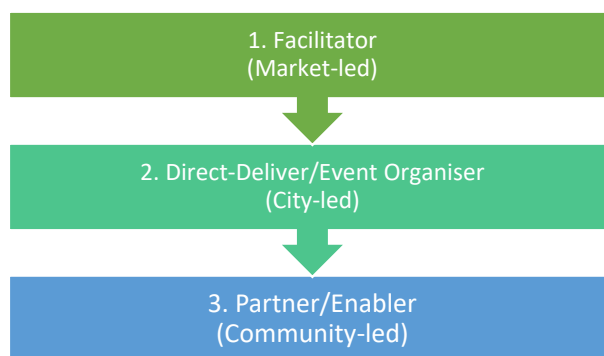 1. Facilitator
(Market-led)
2. Direct-Deliver/Event Organiser
(City-led)
3. Partner/Enabler
(Community-led)